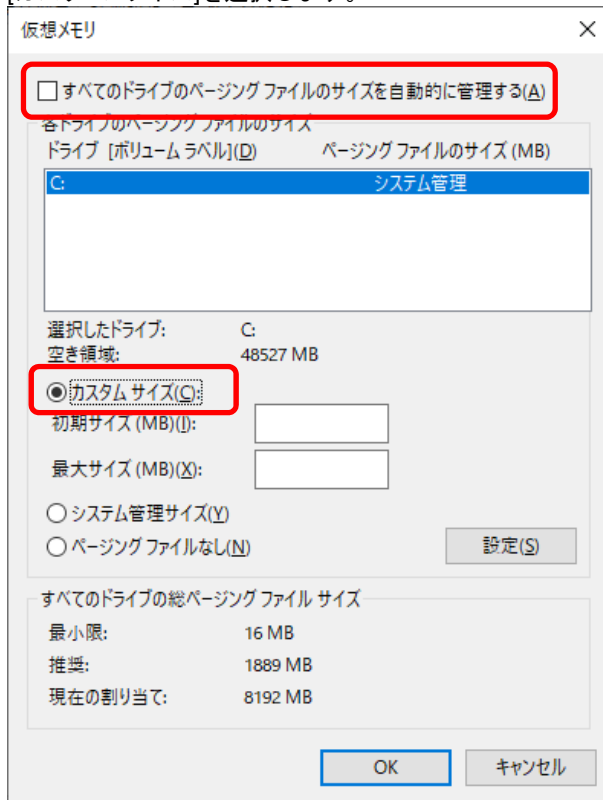 を選択します。
仮想メモリ
すべてのドライブのページング ファイルのサイズを自動的に管理する(A)
各ドライブのページング ファイルのサイズ
ドライブ [ボリューム ラベル](D) ページング ファイルのサイズ (MB)
C: システム管理
選択したドライブ: C:
空き領域: 48527 MB
カスタム サイズ(C):
初期サイズ (MB)(I):
最大サイズ (MB)(X):
システム管理サイズ(Y)
ページング ファイルなし(N) 設定(S)
すべてのドライブの総ページング ファイル サイズ
最小限: 16 MB
推奨: 1889 MB
現在の割り当て: 8192 MB
OK キャンセル